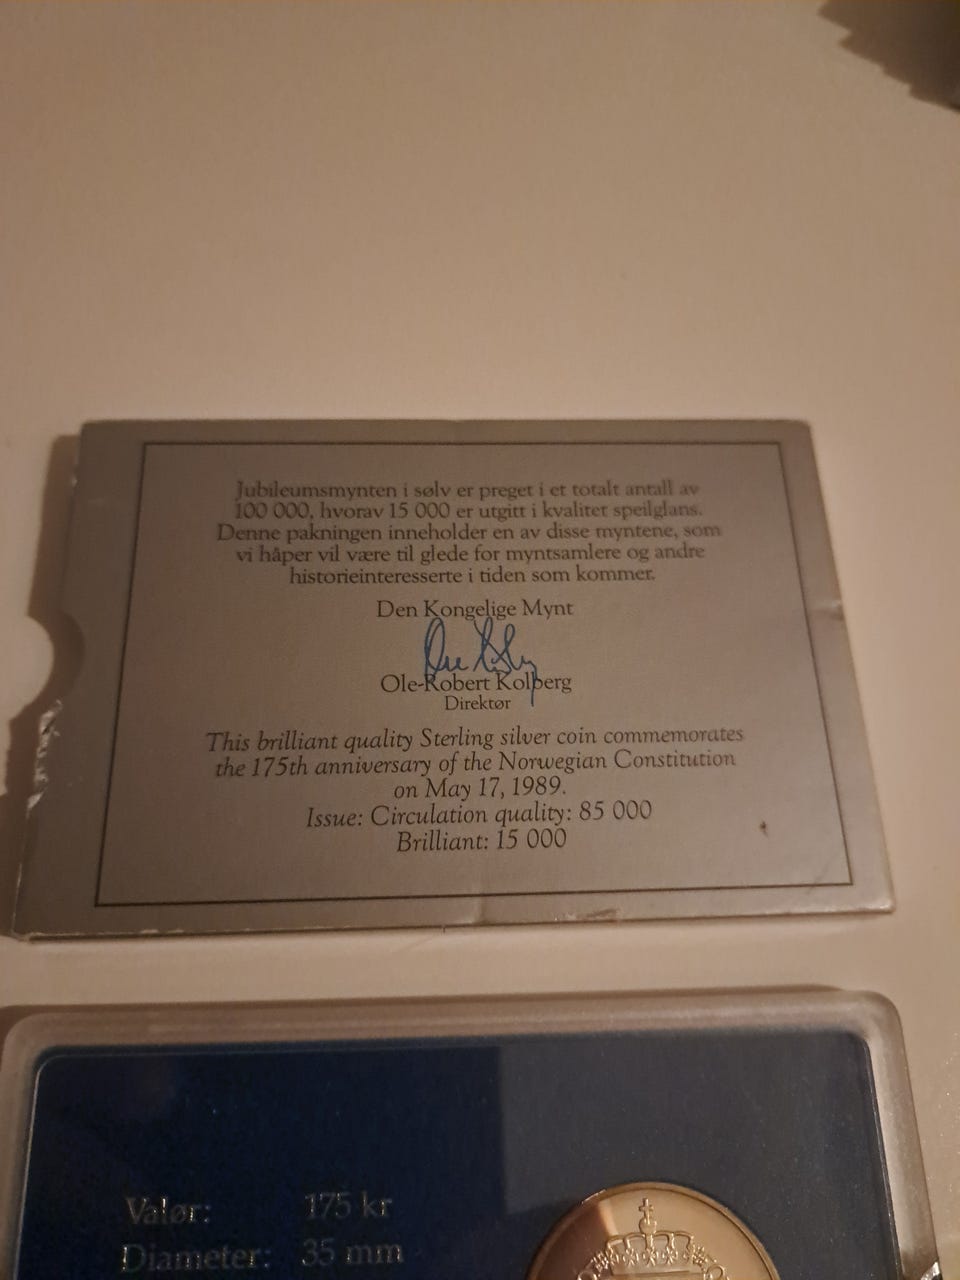 Jubileumsmynten i sølv er preget i et totalt antall av
100 000, hvorav 15 000 er utgitt i kvalitet speilglans.
Denne pakningen inneholder en av disse myntene, som
vi håper vil være til glede for myntsamlere og andre
historieinteresserte i tiden som kommer.
Den Kongelige Mynt
Ole-Robert Kolberg
Direktør
This brilliant quality Sterling silver coin commemorates
the 175th anniversary of the Norwegian Constitution
on May 17, 1989.
Issue: Circulation quality: 85 000
Brilliant: 15 000
Valør: 175 kr
Diameter: 35 mm